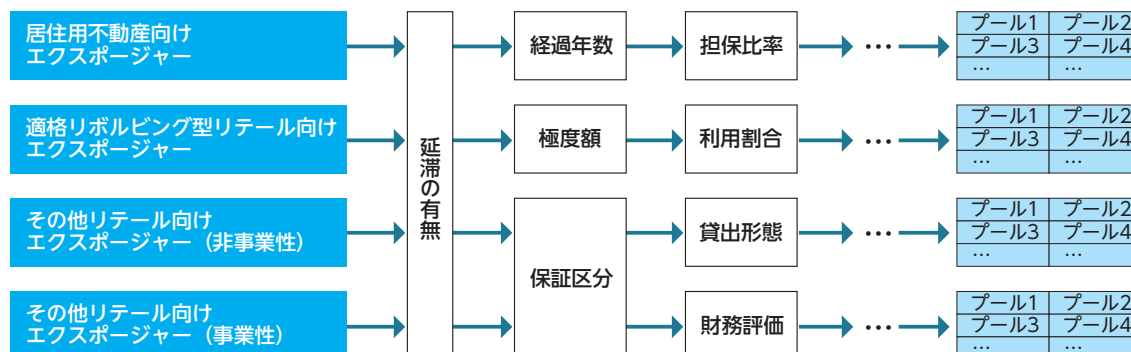 居住用不動産向け
エクスポージャー
経過年数
担保比率
…
プール1 プール2
プール3 プール4
… …
適格リボルビング型リテール向け
エクスポージャー
延滞の有無
極度額
利用割合
…
プール1 プール2
プール3 プール4
… …
その他リテール向け
エクスポージャー（非事業性）
保証区分
貸出形態
…
プール1 プール2
プール3 プール4
… …
その他リテール向け
エクスポージャー（事業性）
財務評価
…
プール1 プール2
プール3 プール4
… …